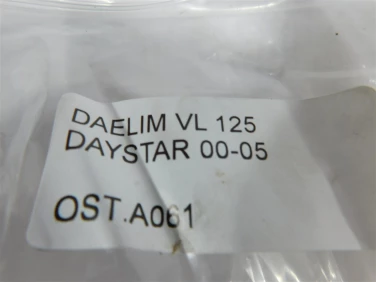 DAELIM VL 125
DAYSTAR 00-05
OST.A061